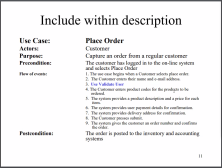 Include within description
Use Case: Place Order
Actors: Customer
Purpose: Capture an order from a regular customer
Precondition: The customer has logged in to the on-line system
and selects Place Order
Flow of events: 1. The use case begins when a Customer selects place order.
2. The Customer enters their name and e-mail address
3. Use Validate User
4. The Customer enters product codes for the products to be
ordered.
5. The system provides a product description and a price for each
item.
6. The system provides user payment details for confirmation.
7. The system provides delivery address for confirmation.
8. The Customer presses submit.
9. The system gives the customer an order number and confirms
the order.
Postcondition: The order is posted to the inventory and accounting
systems
11